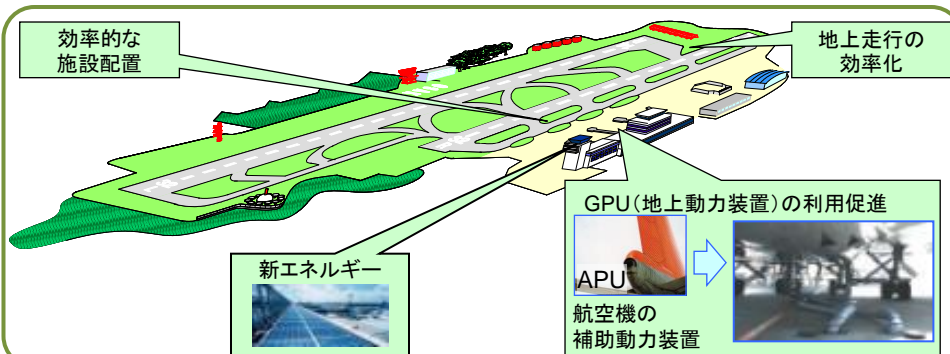 効率的な
施設配置
地上走行の
効率化
新エネルギー
GPU(地上動力装置)の利用促進
APU
航空機の
補助動力装置